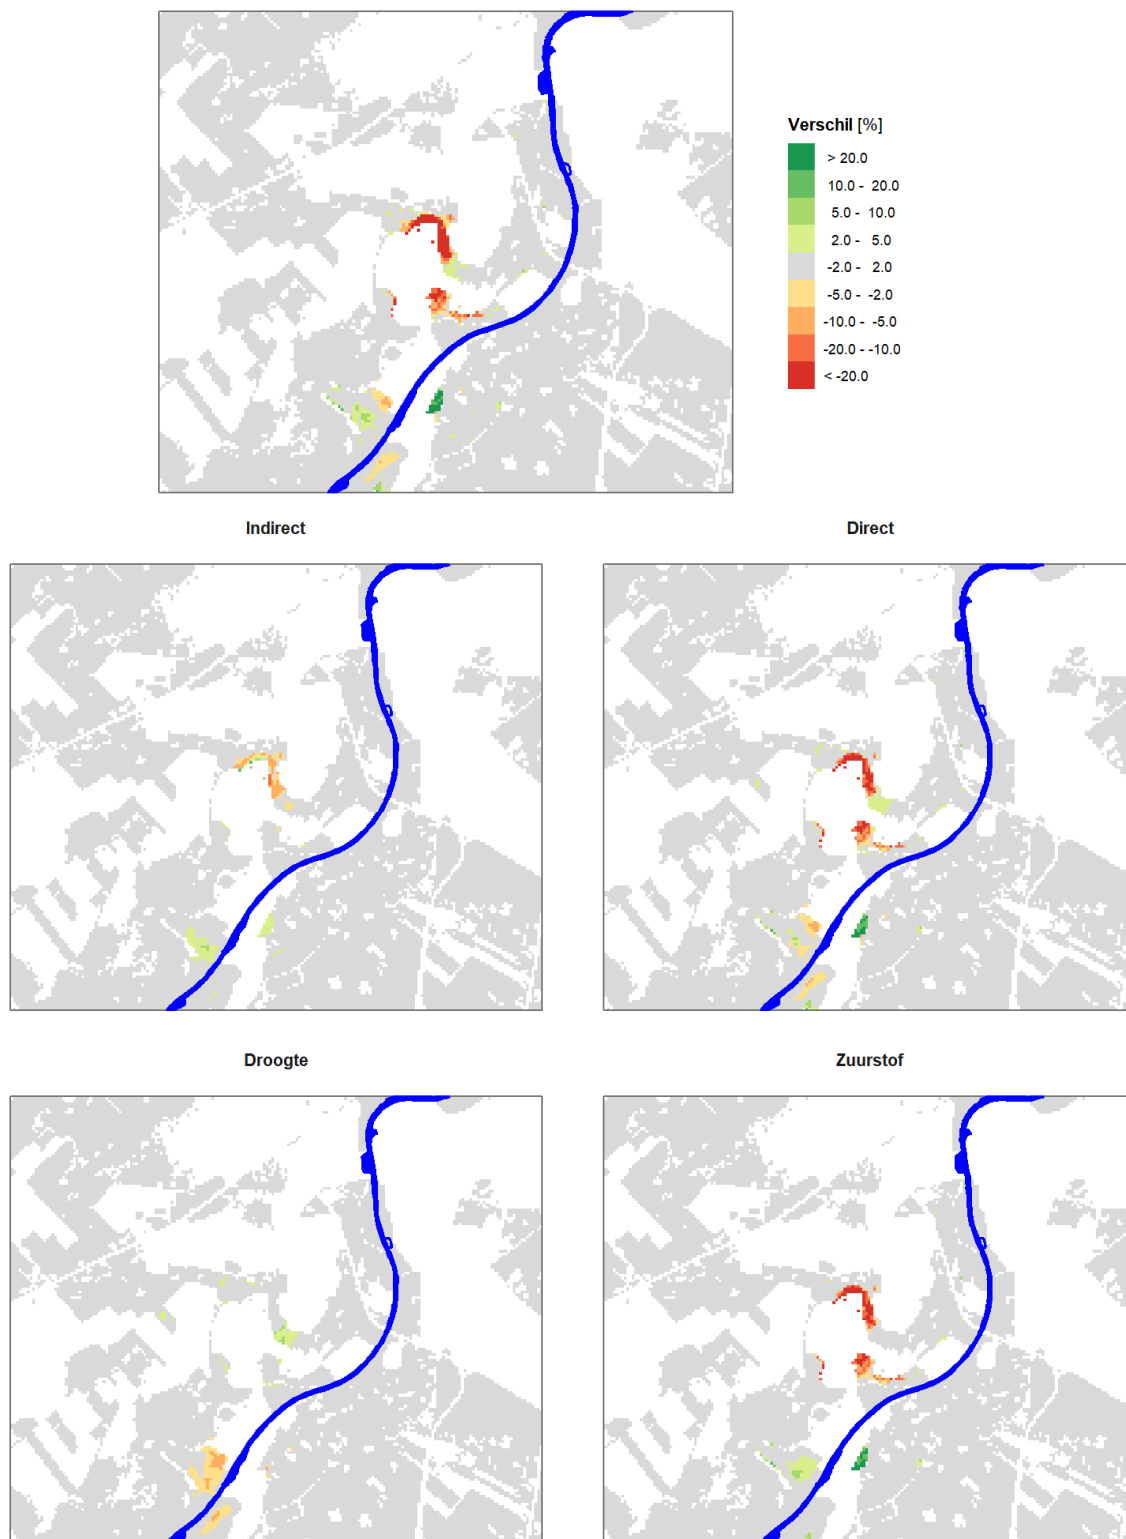 Verschil [%]
> 20.0
10.0 - 20.0
5.0 - 10.0
2.0 - 5.0
-2.0 - 2.0
-5.0 - -2.0
-10.0 - -5.0
-20.0 - -10.0
< -20.0
Indirect
Direct
Droogte
Zuurstof